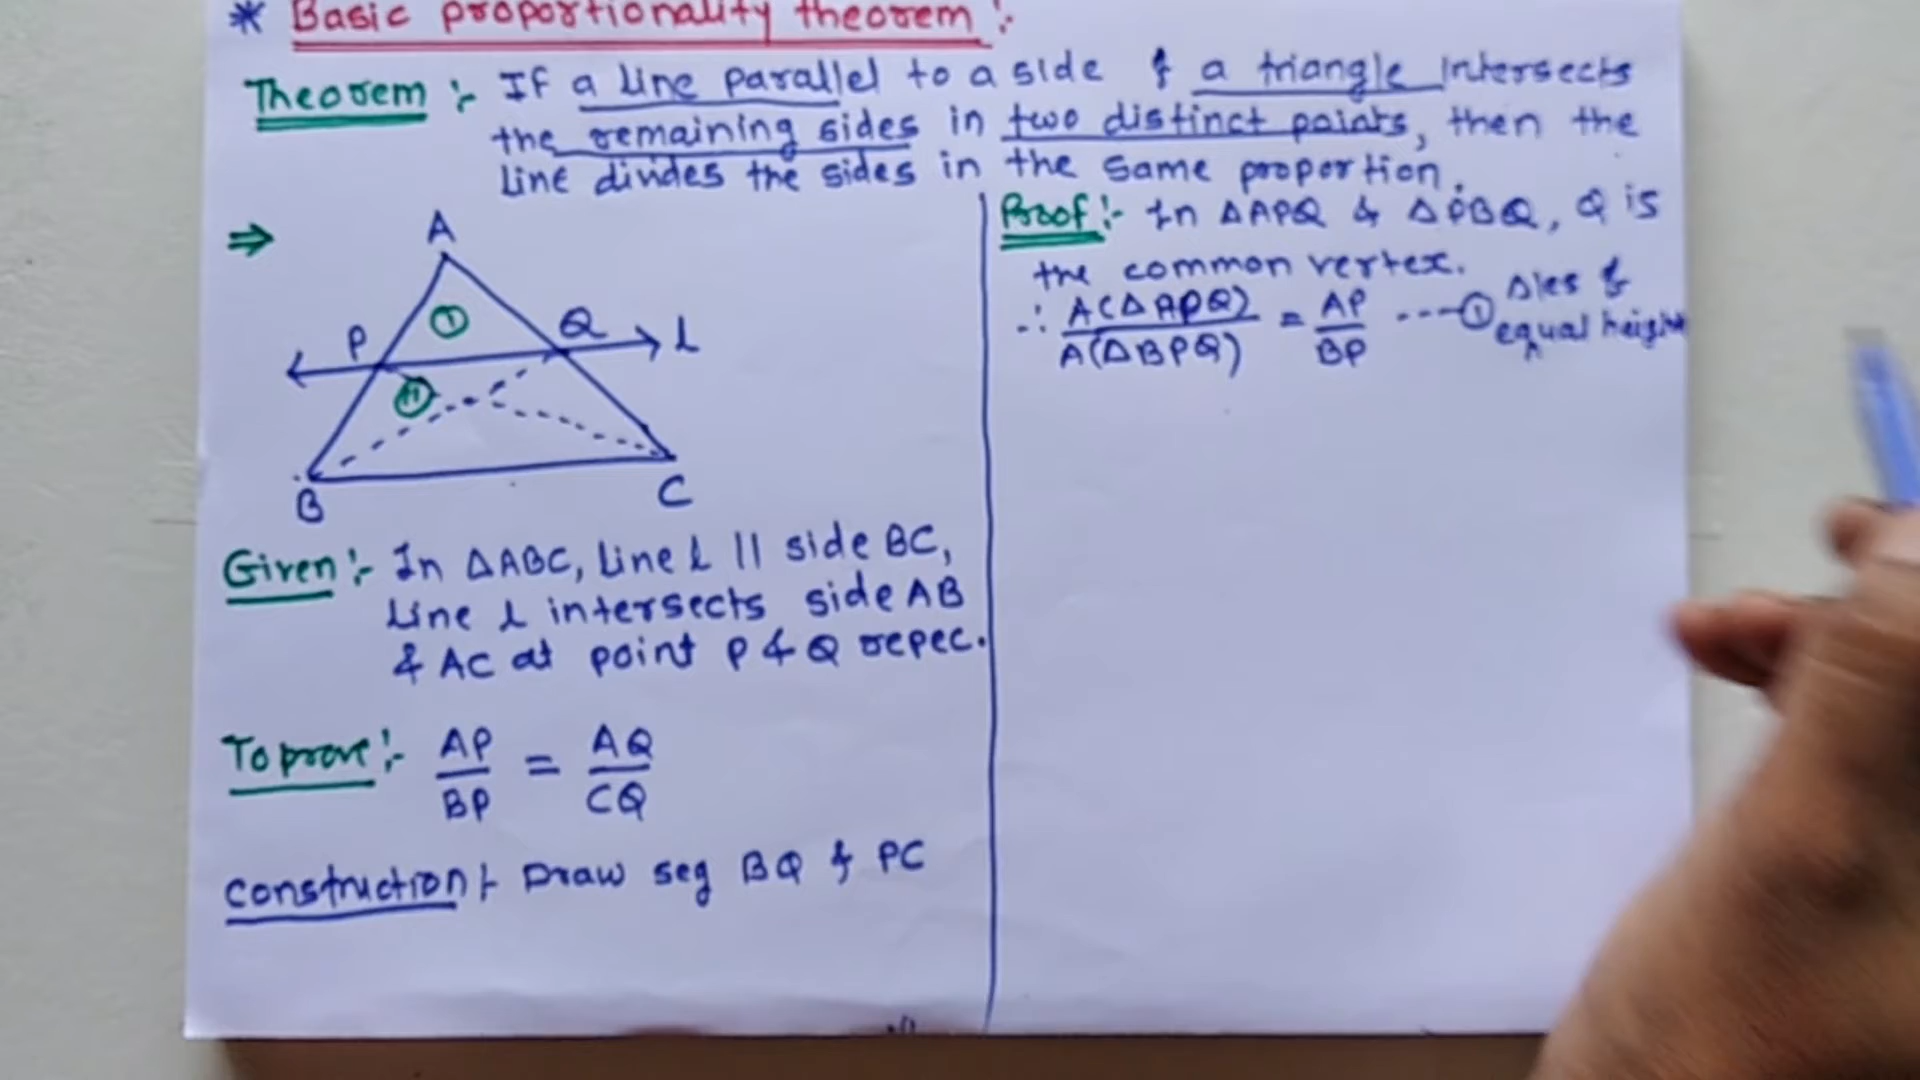 * Basic proportionality theorem :-
Theorem :- If a line parallel to a side of a triangle intersects
the remaining sides in two distinct points, then the
line divides the sides in the same proportion.
⇒
A
①
P
Q
l
⑪
B
C
Given :- In ∆ABC, line l || side BC,
line l intersects side AB
& AC at point P & Q repec.
To prove :- AP/BP = AQ/CQ
Construction :- Draw seg BQ & PC
Proof :- In ∆APQ & ∆PBQ, Q is
the common vertex.
∴ A(∆APQ)/A(∆BPQ) = AP/BP ----① ∆les of
equal height